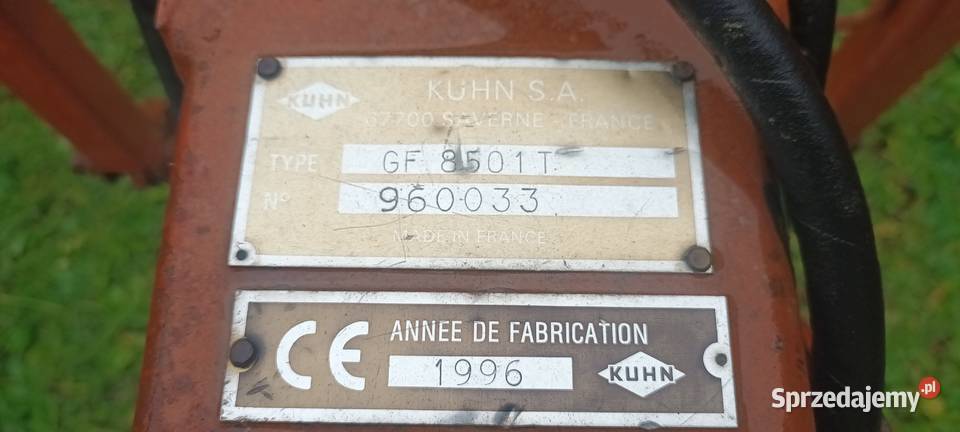 KUHN
KUHN S.A.
67700 SAVERNE - FRANCE
TYPE GF 8501T
N° 960033
MADE IN FRANCE
CE
ANNEE DE FABRICATION
1996
KUHN
Sprzedajemy.pl